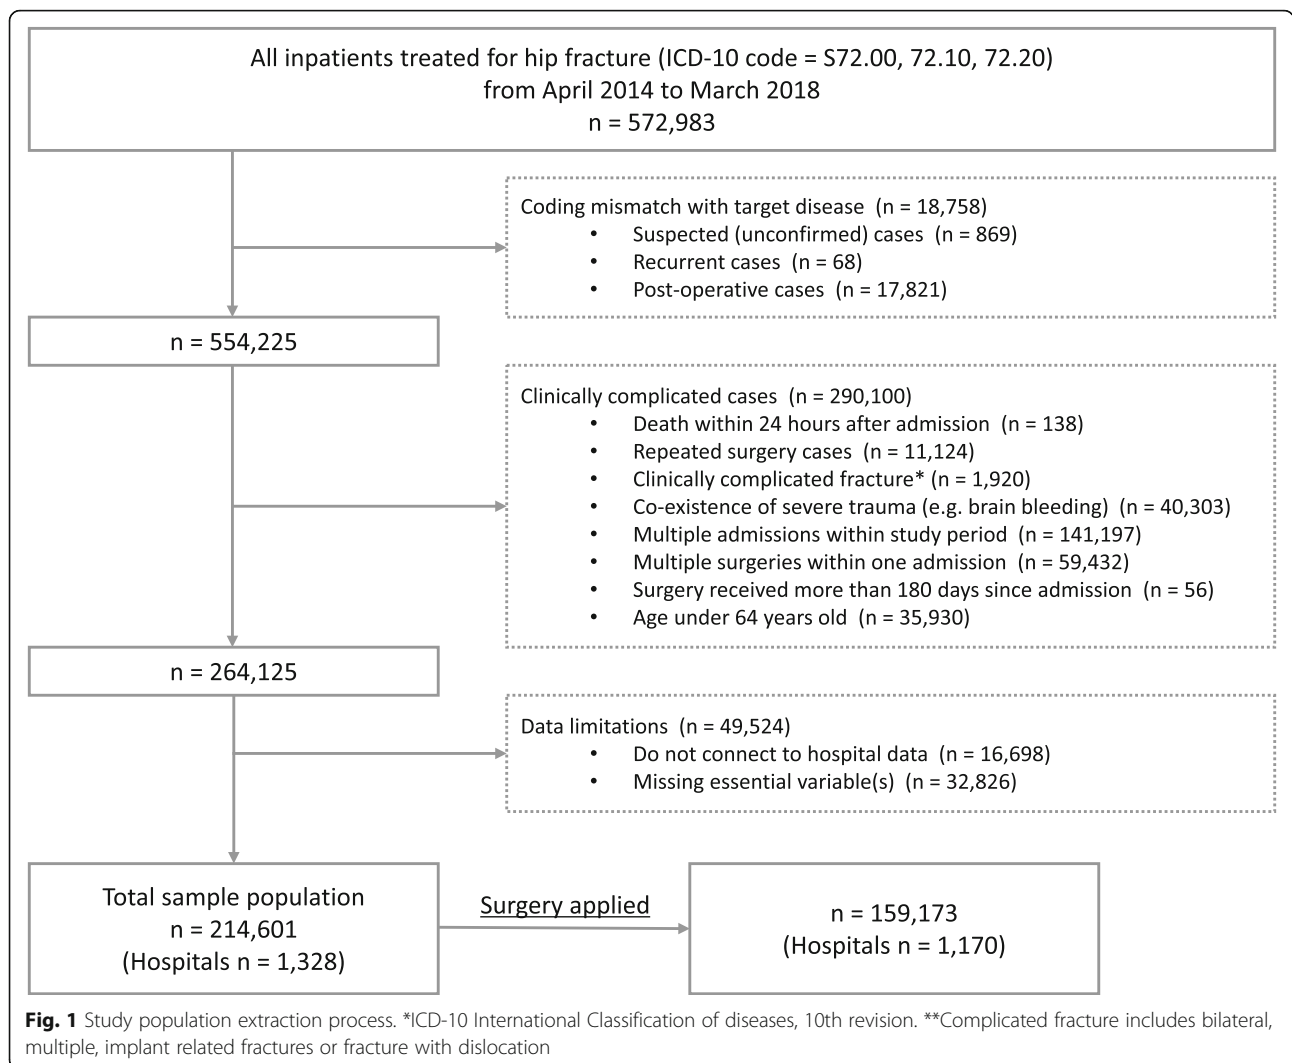 All inpatients treated for hip fracture (ICD-10 code = S72.00, 72.10, 72.20)
from April 2014 to March 2018
n = 572,983
Coding mismatch with target disease (n = 18,758)
• Suspected (unconfirmed) cases (n = 869)
• Recurrent cases (n = 68)
• Post-operative cases (n = 17,821)
n = 554,225
Clinically complicated cases (n = 290,100)
• Death within 24 hours after admission (n = 138)
• Repeated surgery cases (n = 11,124)
• Clinically complicated fracture* (n = 1,920)
• Co-existence of severe trauma (e.g. brain bleeding) (n = 40,303)
• Multiple admissions within study period (n = 141,197)
• Multiple surgeries within one admission (n = 59,432)
• Surgery received more than 180 days since admission (n = 56)
• Age under 64 years old (n = 35,930)
n = 264,125
Data limitations (n = 49,524)
• Do not connect to hospital data (n = 16,698)
• Missing essential variable(s) (n = 32,826)
Total sample population
n = 214,601
(Hospitals n = 1,328)
Surgery applied
n = 159,173
(Hospitals n = 1,170)
Fig. 1 Study population extraction process. *ICD-10 International Classification of diseases, 10th revision. **Complicated fracture includes bilateral,
multiple, implant related fractures or fracture with dislocation